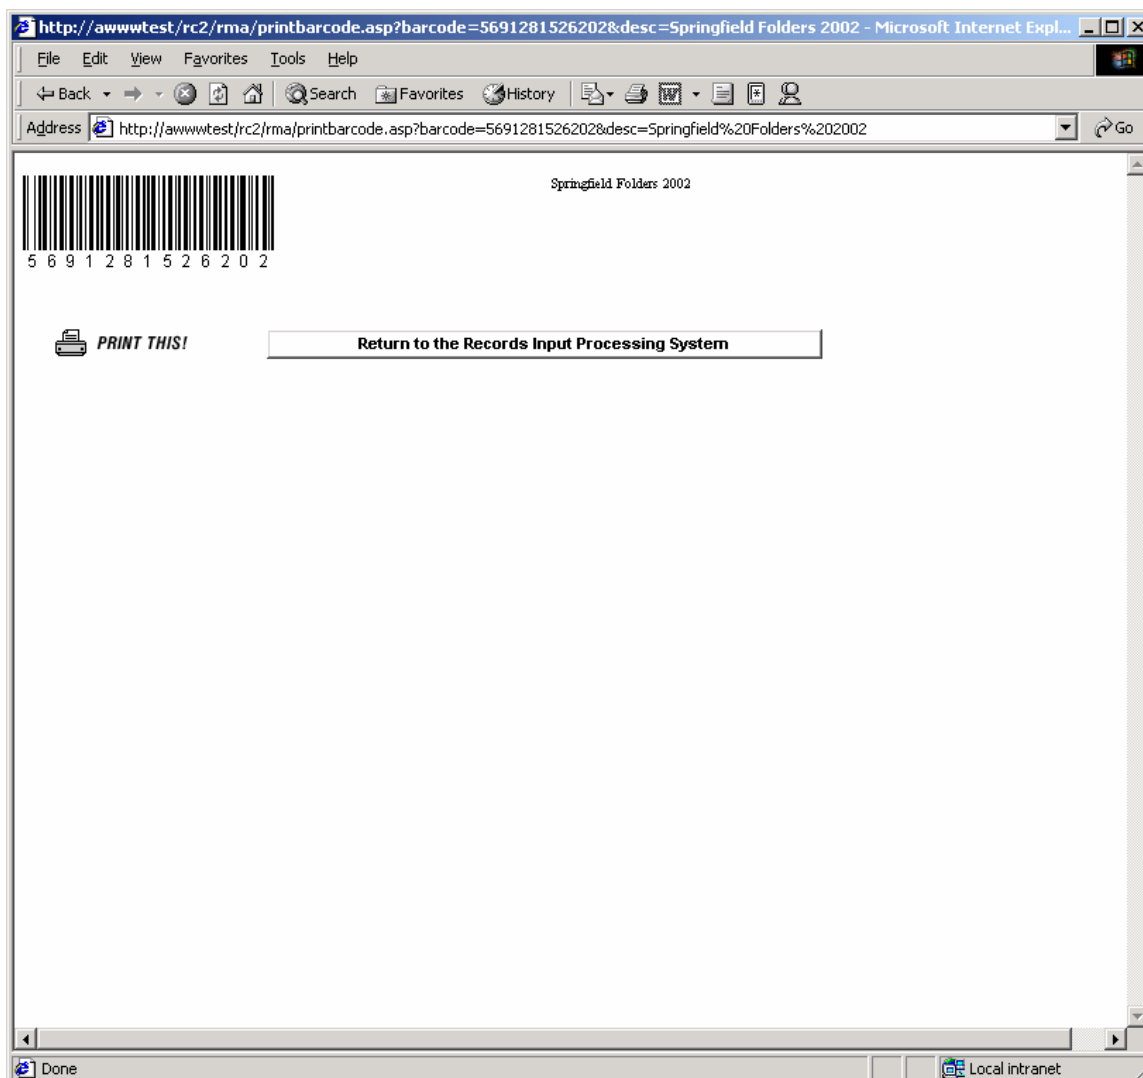 http://awwwtest/rc2/rma/printbarcode.asp?barcode=5691281526202&desc=Springfield Folders 2002 - Microsoft Internet Expl...
File Edit View Favorites Tools Help
Back Search Favorites History
Address http://awwwtest/rc2/rma/printbarcode.asp?barcode=5691281526202&desc=Springfield%20Folders%202002 Go
Springfield Folders 2002
5 6 9 1 2 8 1 5 2 6 2 0 2
PRINT THIS! Return to the Records Input Processing System
Done Local intranet